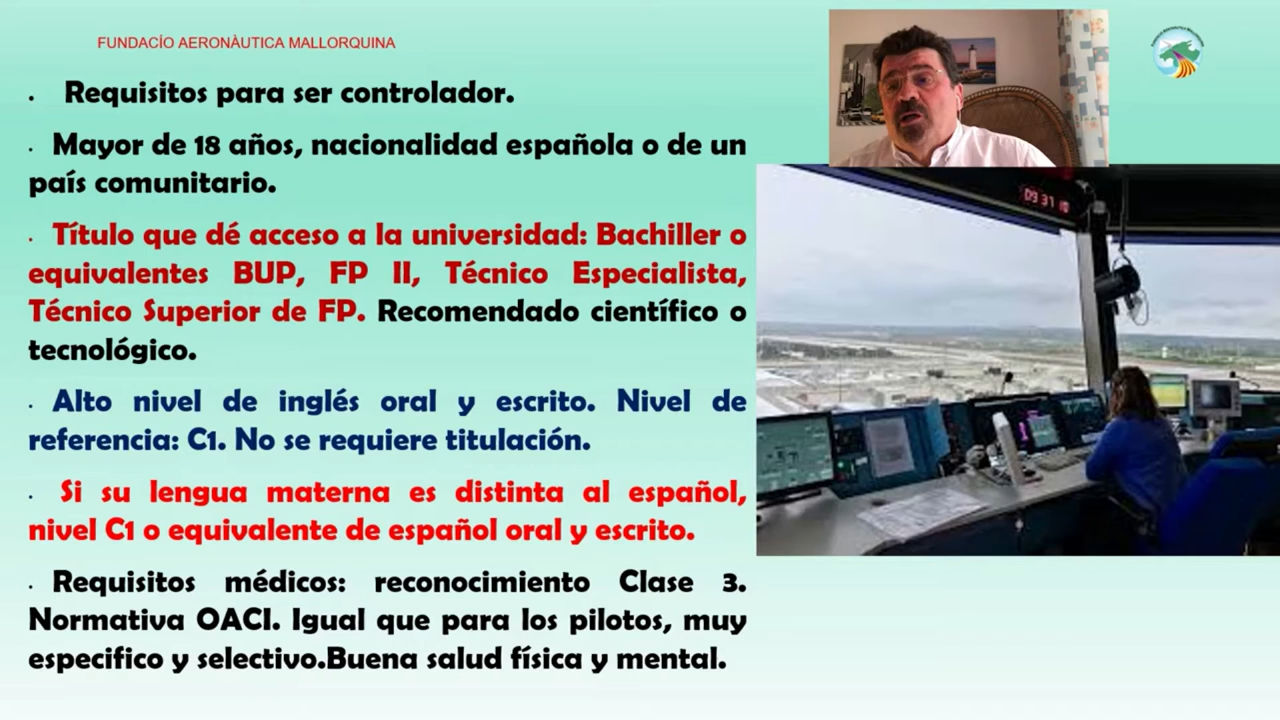 FUNDACÍO AERONÀUTICA MALLORQUINA
• Requisitos para ser controlador.
• Mayor de 18 años, nacionalidad española o de un
país comunitario.
• Título que dé acceso a la universidad: Bachiller o
equivalentes BUP, FP II, Técnico Especialista,
Técnico Superior de FP. Recomendado científico o
tecnológico.
• Alto nivel de inglés oral y escrito. Nivel de
referencia: C1. No se requiere titulación.
• Si su lengua materna es distinta al español,
nivel C1 o equivalente de español oral y escrito.
• Requisitos médicos: reconocimiento Clase 3.
Normativa OACI. Igual que para los pilotos, muy
especifico y selectivo.Buena salud física y mental.
09 31